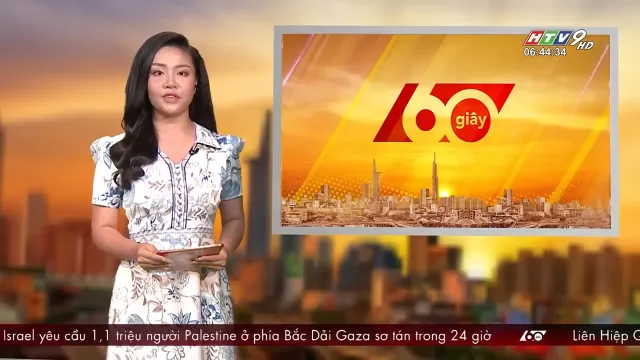 HTV9 HD
06:44:34
60 giây
Israel yêu cầu 1,1 triệu người Palestine ở phía Bắc Dải Gaza sơ tán trong 24 giờ 60 Liên Hiệp